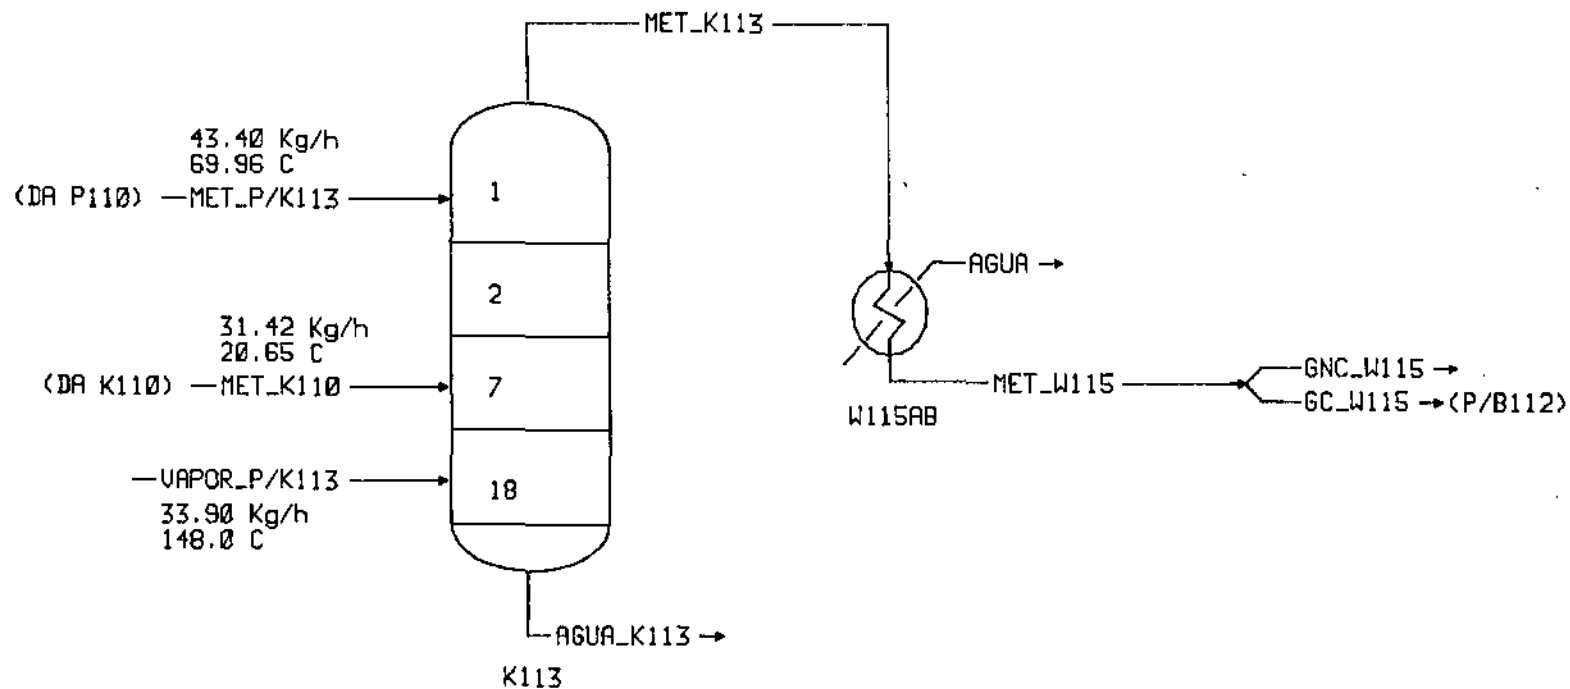 MET_K113
43.40 Kg/h
69.96 C
(DA P110) MET_P/K113
1
AGUA
2
31.42 Kg/h
20.65 C
(DA K110) MET_K110
7
GNC_W115
MET_W115
GC_W115 (P/B112)
W115AB
VAPOR_P/K113
18
33.90 Kg/h
148.0 C
AGUA_K113
K113